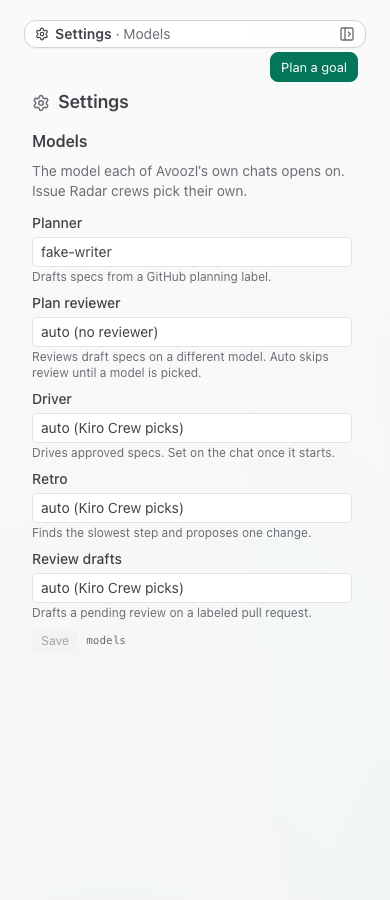 Settings · Models
Plan a goal
Settings
Models
The model each of Avoozl's own chats opens on.
Issue Radar crews pick their own.
Planner
fake-writer
Drafts specs from a GitHub planning label.
Plan reviewer
auto (no reviewer)
Reviews draft specs on a different model. Auto skips
review until a model is picked.
Driver
auto (Kiro Crew picks)
Drives approved specs. Set on the chat once it starts.
Retro
auto (Kiro Crew picks)
Finds the slowest step and proposes one change.
Review drafts
auto (Kiro Crew picks)
Drafts a pending review on a labeled pull request.
Save models